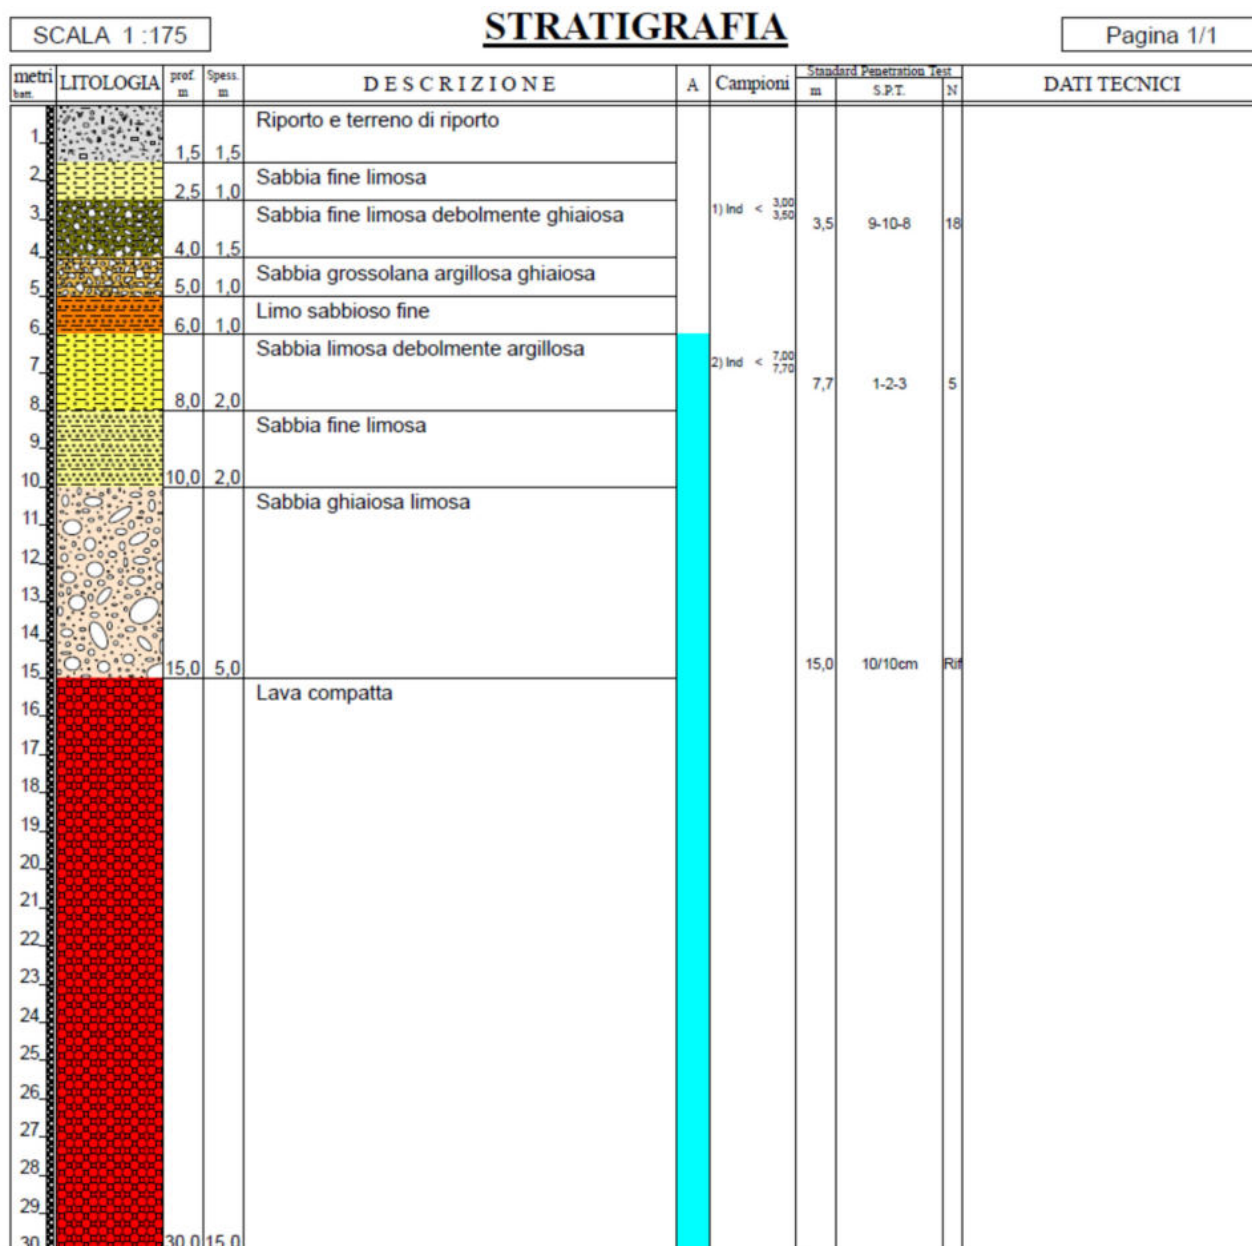 SCALA 1 :175
STRATIGRAFIA
Pagina 1/1
metri batt. LITOLOGIA prof. m Spess. m DESCRIZIONE A Campioni Standard Penetration Test m S.P.T. N DATI TECNICI
Riporto e terreno di riporto
1
1,5 1,5
Sabbia fine limosa
2
2,5 1,0
Sabbia fine limosa debolmente ghiaiosa
1) Ind < 3,00 3,50
3
3,5 9-10-8 18
4
4,0 1,5
Sabbia grossolana argillosa ghiaiosa
5
5,0 1,0
Limo sabbioso fine
6
6,0 1,0
Sabbia limosa debolmente argillosa
2) Ind < 7,00 7,70
7
7,7 1-2-3 5
8
8,0 2,0
Sabbia fine limosa
9
10
10,0 2,0
Sabbia ghiaiosa limosa
11
12
13
14
15
15,0 5,0
15,0 10/10cm Rif
Lava compatta
16
17
18
19
20
21
22
23
24
25
26
27
28
29
30
30,0 15,0